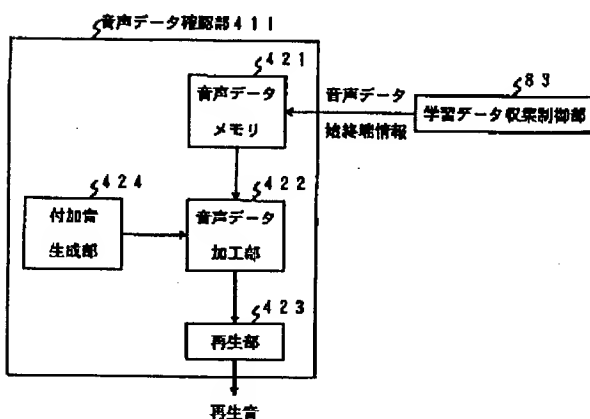 音声データ確認部411
421
音声データ
メモリ
音声データ
始終端情報
83
学習データ収集制御部
424
付加音
生成部
422
音声データ
加工部
423
再生部
再生音